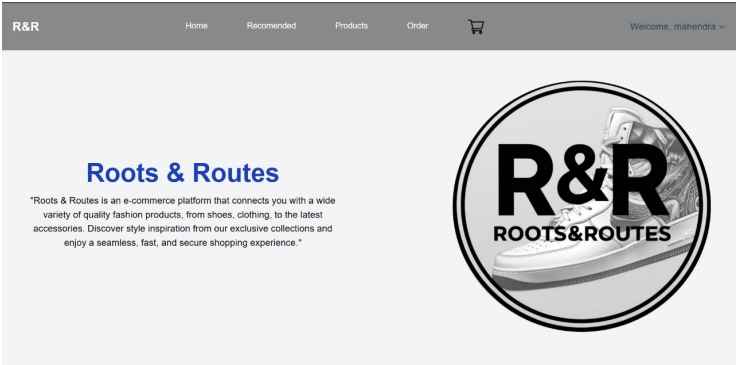 R&R
Home
Recomended
Products
Order
Welcome, mahendra
Roots & Routes
"Roots & Routes is an e-commerce platform that connects you with a wide
variety of quality fashion products, from shoes, clothing, to the latest
accessories. Discover style inspiration from our exclusive collections and
enjoy a seamless, fast, and secure shopping experience."
R&R
ROOTS&ROUTES